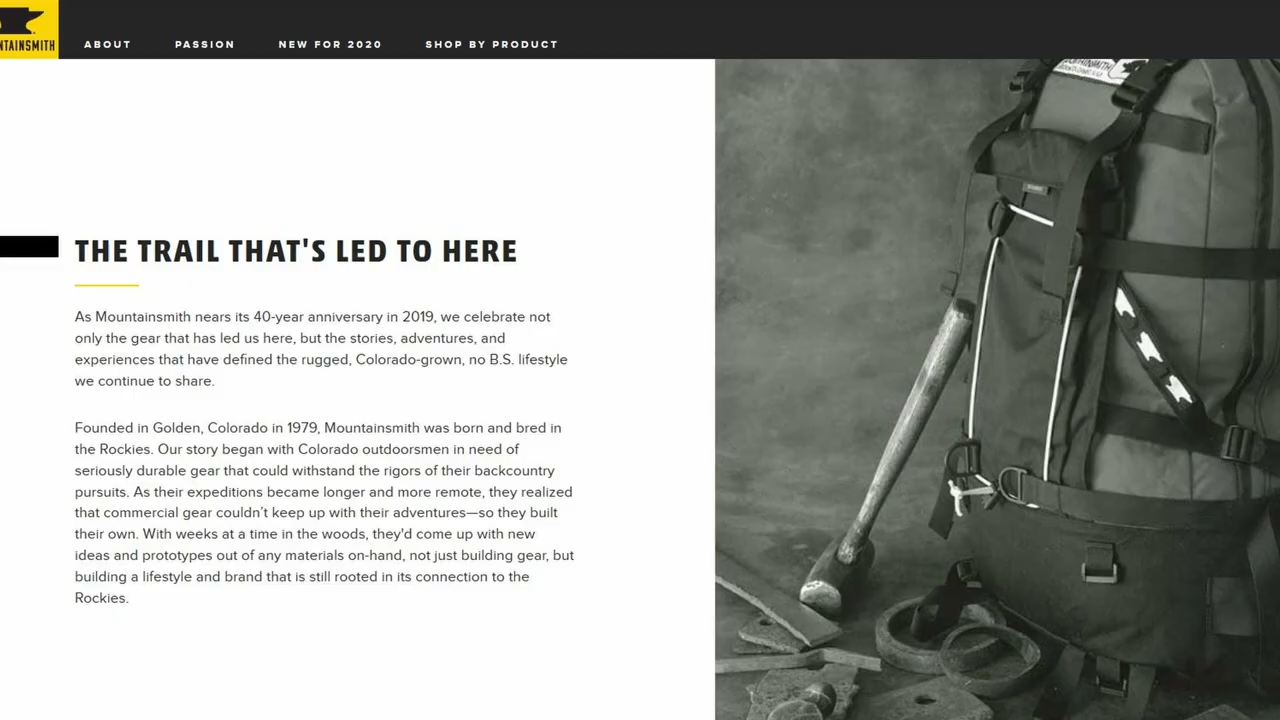 NTAINSMITH
ABOUT
PASSION
NEW FOR 2020
SHOP BY PRODUCT
THE TRAIL THAT'S LED TO HERE
As Mountainsmith nears its 40-year anniversary in 2019, we celebrate not
only the gear that has led us here, but the stories, adventures, and
experiences that have defined the rugged, Colorado-grown, no B.S. lifestyle
we continue to share.
Founded in Golden, Colorado in 1979, Mountainsmith was born and bred in
the Rockies. Our story began with Colorado outdoorsmen in need of
seriously durable gear that could withstand the rigors of their backcountry
pursuits. As their expeditions became longer and more remote, they realized
that commercial gear couldn’t keep up with their adventures—so they built
their own. With weeks at a time in the woods, they'd come up with new
ideas and prototypes out of any materials on-hand, not just building gear, but
building a lifestyle and brand that is still rooted in its connection to the
Rockies.